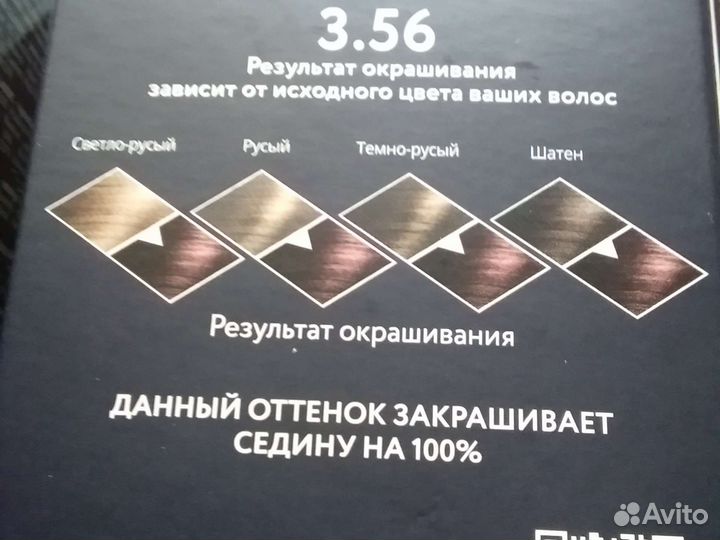 3.56
Результат окрашивания
зависит от исходного цвета ваших волос
Светло-русый Русый Темно-русый Шатен
Результат окрашивания
ДАННЫЙ ОТТЕНОК ЗАКРАШИВАЕТ
СЕДИНУ НА 100%
Avito